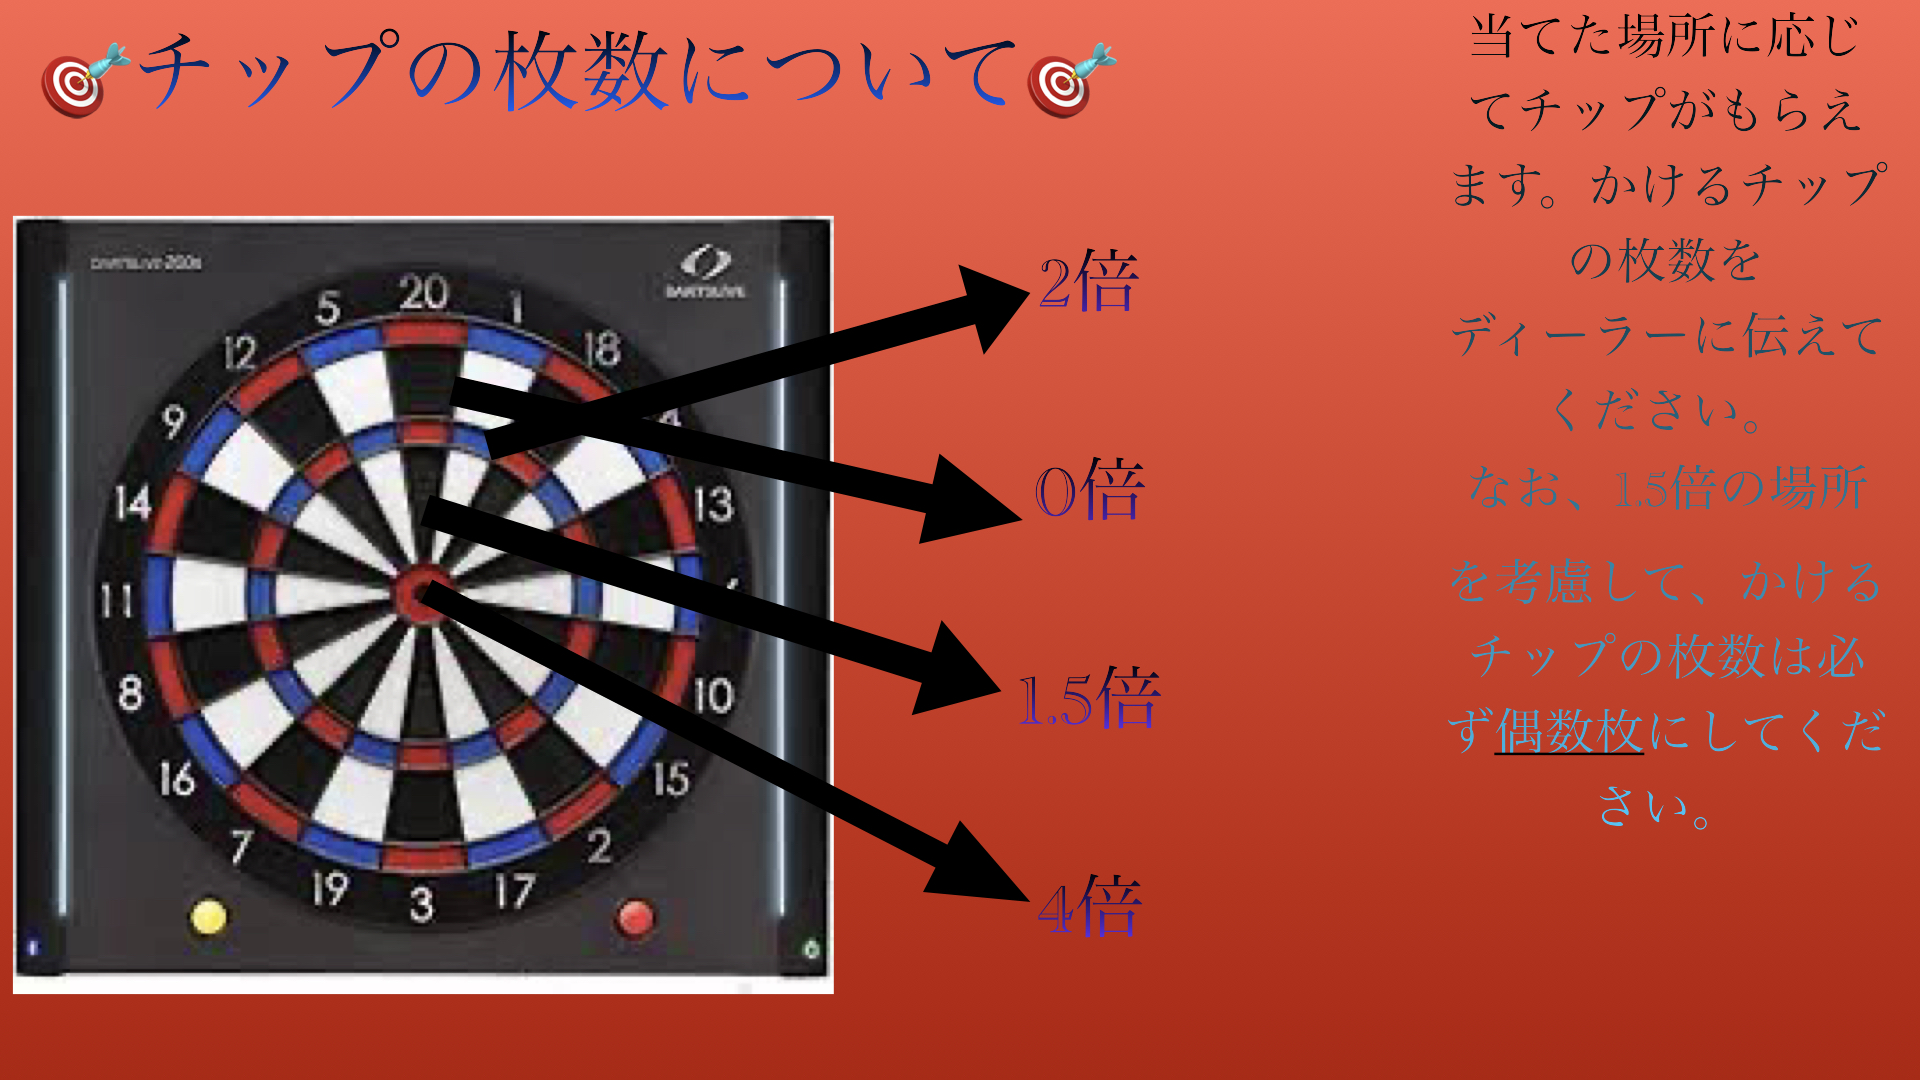 🎯チップの枚数について🎯
当てた場所に応じ
てチップがもらえ
ます。かけるチップ
の枚数を
ディーラーに伝えて
ください。
なお、1.5倍の場所
を考慮して、かける
チップの枚数は必
ず偶数枚にしてくだ
さい。
2倍
0倍
1.5倍
4倍
DARTSLIVE-200S
DARTSLIVE
20
1
18
13
10
15
2
17
3
19
7
16
8
11
14
9
12
5